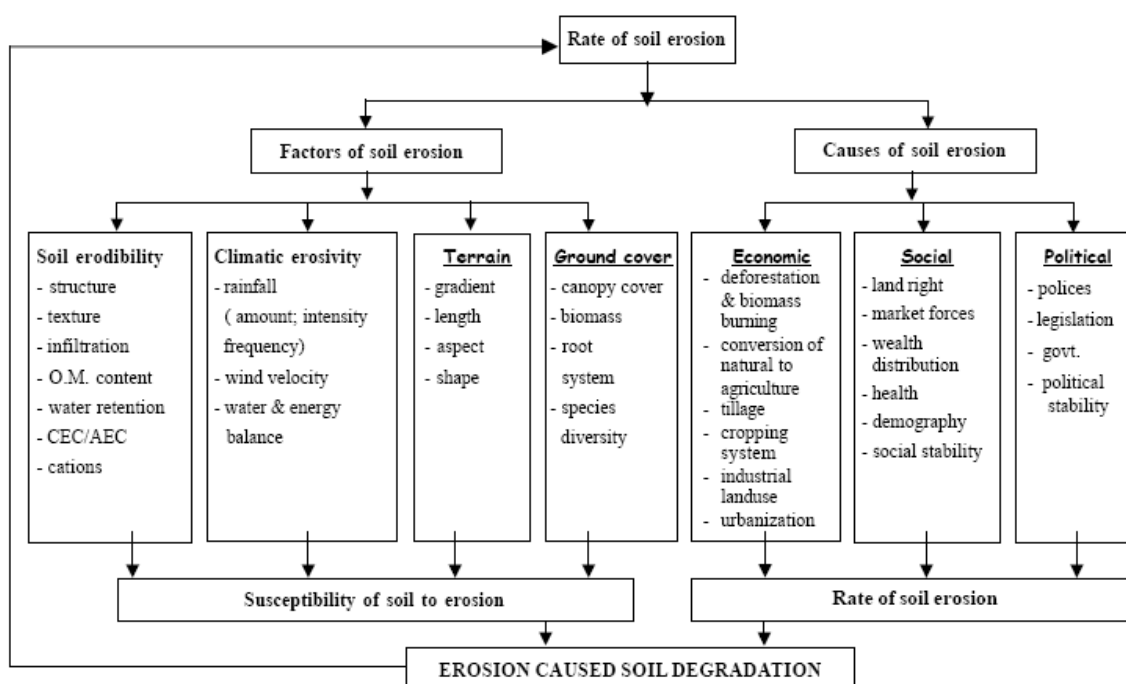 Rate of soil erosion
Factors of soil erosion
Causes of soil erosion
Soil erodibility
- structure
- texture
- infiltration
- O.M. content
- water retention
- CEC/AEC
- cations
Climatic erosivity
- rainfall
( amount; intensity
frequency)
- wind velocity
- water & energy
balance
Terrain
- gradient
- length
- aspect
- shape
Ground cover
- canopy cover
- biomass
- root
system
- species
diversity
Economic
- deforestation
& biomass
burning
- conversion of
natural to
agriculture
- tillage
- cropping
system
- industrial
landuse
- urbanization
Social
- land right
- market forces
- wealth
distribution
- health
- demography
- social stability
Political
- polices
- legislation
- govt.
- political
stability
Susceptibility of soil to erosion
Rate of soil erosion
EROSION CAUSED SOIL DEGRADATION